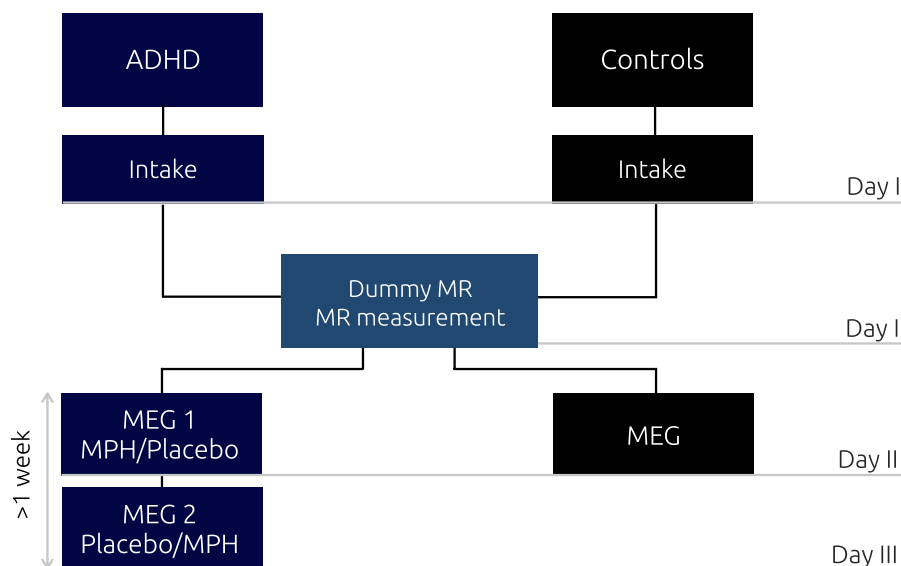 ADHD
Controls
Intake
Intake
Day I
Dummy MR
MR measurement
Day I
MEG 1
MPH/Placebo
MEG
Day II
>1 week
MEG 2
Placebo/MPH
Day III